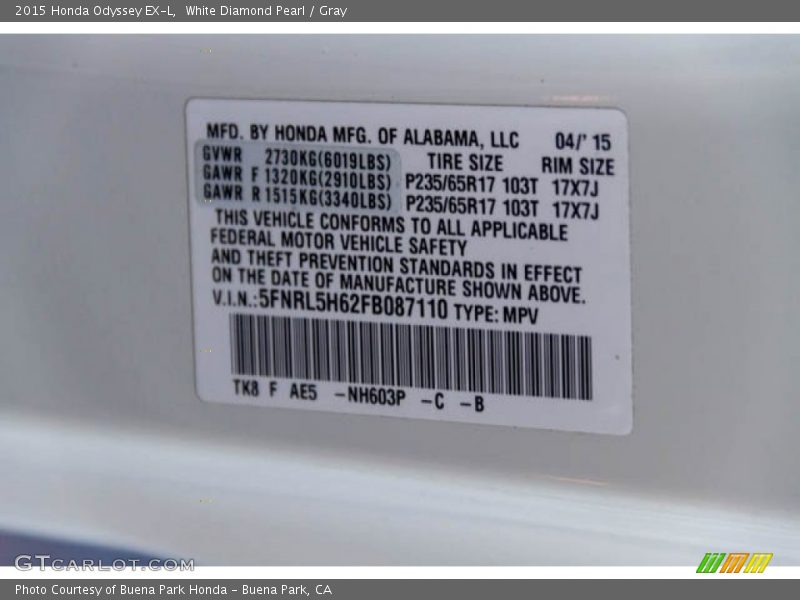 2015 Honda Odyssey EX-L, White Diamond Pearl / Gray
MFD. BY HONDA MFG. OF ALABAMA, LLC 04/' 15
GVWR 2730KG(6019LBS) TIRE SIZE RIM SIZE
GAWR F 1320KG(2910LBS) P235/65R17 103T 17X7J
GAWR R 1515KG(3340LBS) P235/65R17 103T 17X7J
THIS VEHICLE CONFORMS TO ALL APPLICABLE
FEDERAL MOTOR VEHICLE SAFETY
AND THEFT PREVENTION STANDARDS IN EFFECT
ON THE DATE OF MANUFACTURE SHOWN ABOVE.
V.I.N.:5FNRL5H62FB087110 TYPE: MPV
TK8 F AE5 -NH603P -C -B
GTCARLOT.COM
Photo Courtesy of Buena Park Honda - Buena Park, CA